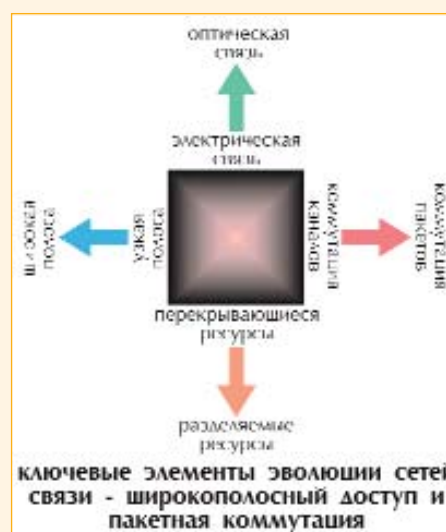 оптическая
связь
электрическая
связь
широкая
полоса
узкая
полоса
коммутация
каналов
коммутация
пакетов
перекрывающиеся
ресурсы
разделяемые
ресурсы
ключевые элементы эволюции сетей
связи - широкополосный доступ и
пакетная коммутация